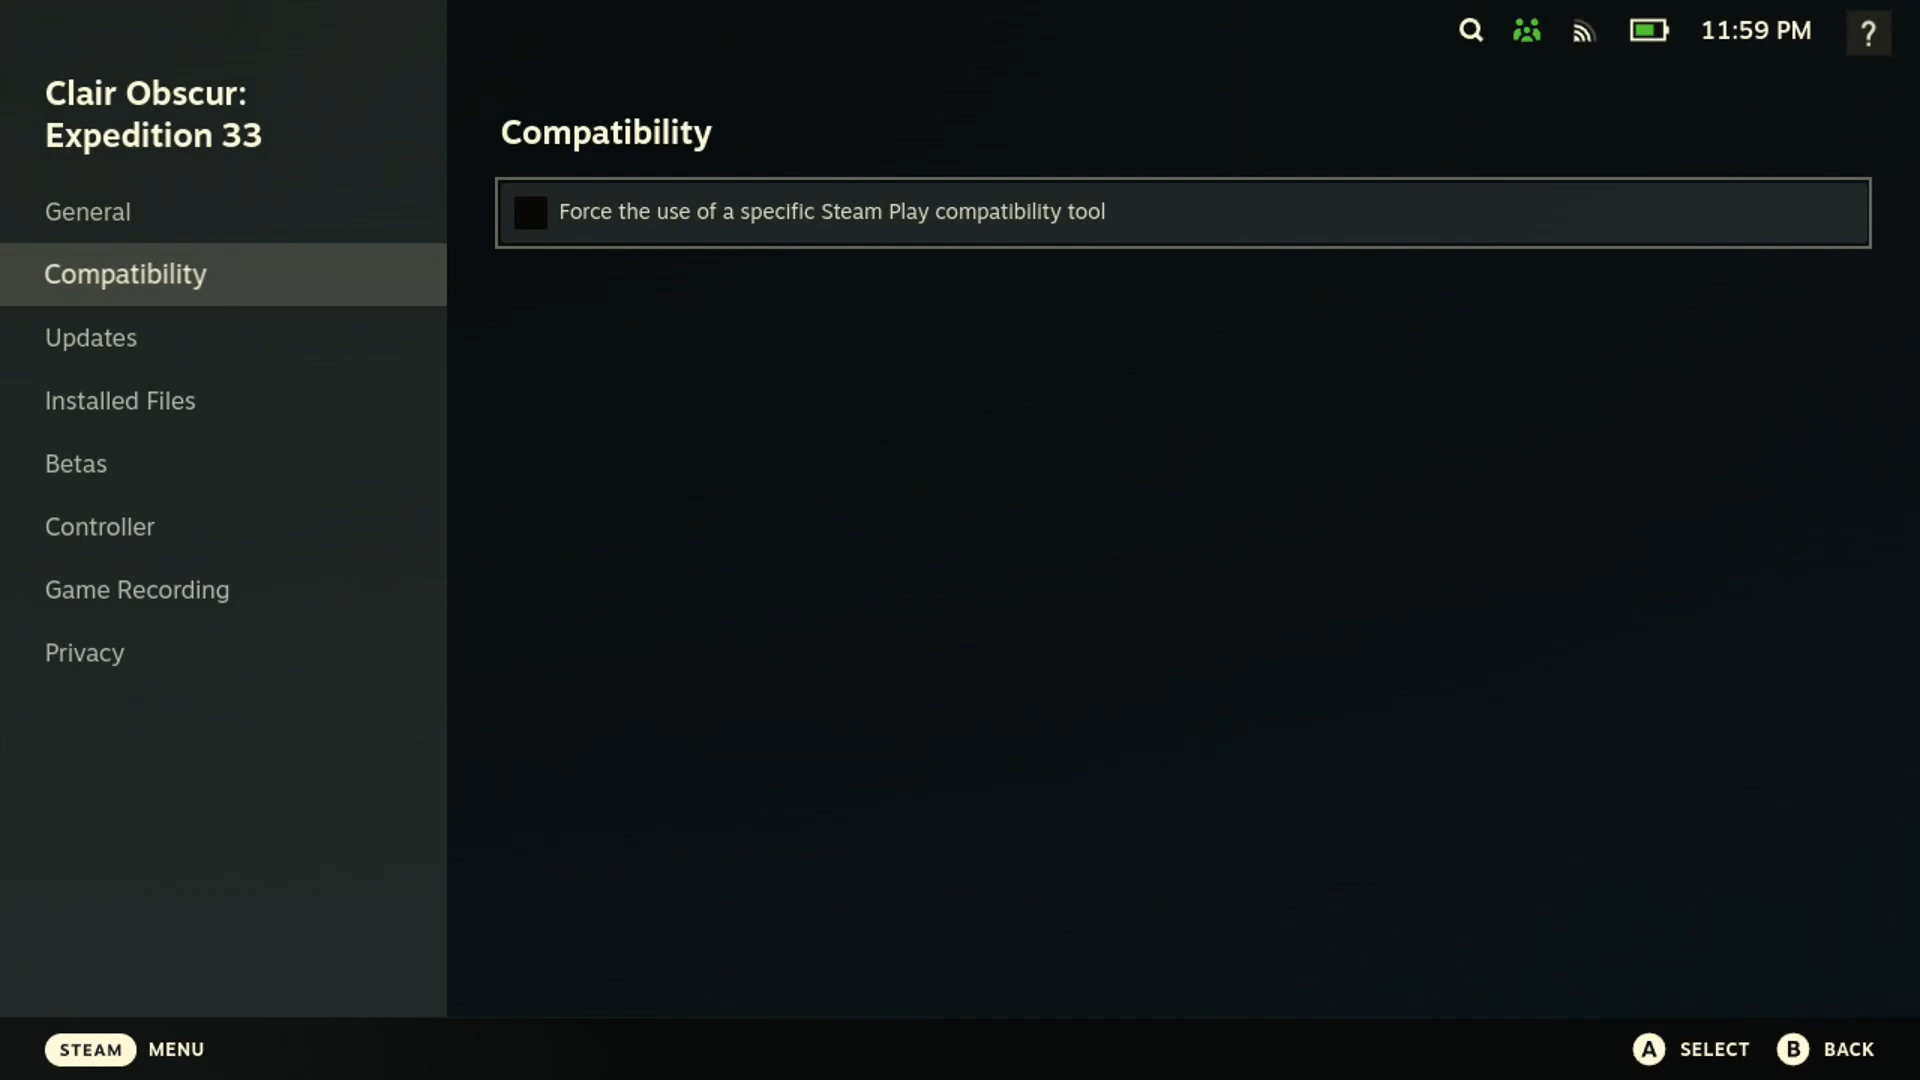 11:59 PM
?
Clair Obscur:
Expedition 33
General
Compatibility
Updates
Installed Files
Betas
Controller
Game Recording
Privacy
Compatibility
Force the use of a specific Steam Play compatibility tool
STEAM MENU
A SELECT B BACK